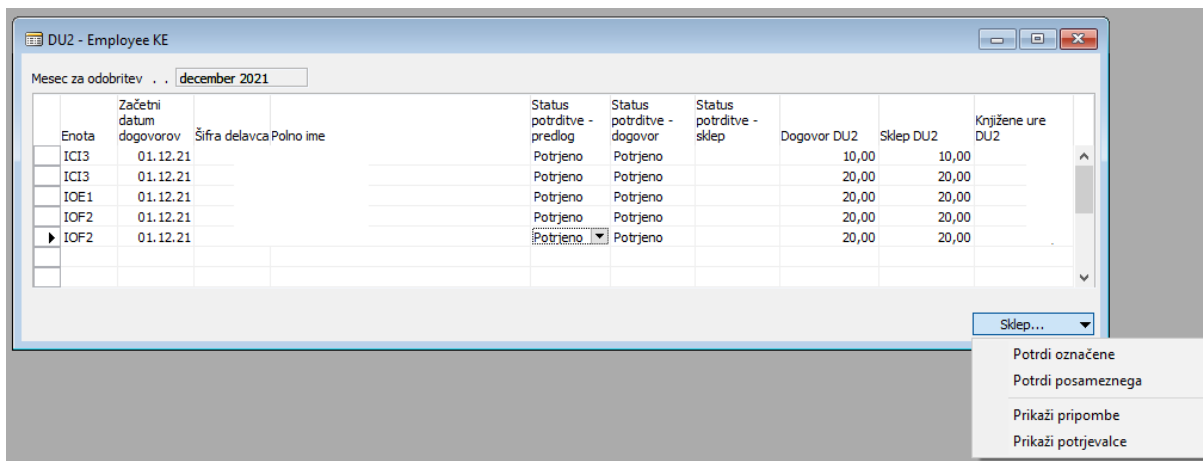 DU2 - Employee KE
Mesec za odobritev . . december 2021
Enota Začetni datum dogovorov Šifra delavca Polno ime Status potrditve - predlog Status potrditve - dogovor Status potrditve - sklep Dogovor DU2 Sklep DU2 Knjižene ure DU2
ICI3 01.12.21 Potrjeno Potrjeno 10,00 10,00
ICI3 01.12.21 Potrjeno Potrjeno 20,00 20,00
IOE1 01.12.21 Potrjeno Potrjeno 20,00 20,00
IOF2 01.12.21 Potrjeno Potrjeno 20,00 20,00
IOF2 01.12.21 Potrjeno Potrjeno 20,00 20,00
Sklep...
Potrdi označene
Potrdi posameznega
Prikaži pripombe
Prikaži potrjevalce